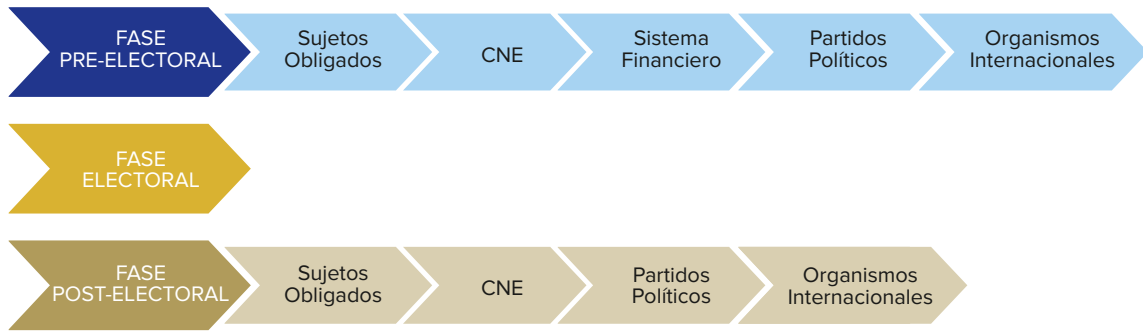 FASE
PRE-ELECTORAL
Sujetos
Obligados
CNE
Sistema
Financiero
Partidos
Políticos
Organismos
Internacionales
FASE
ELECTORAL
FASE
POST-ELECTORAL
Sujetos
Obligados
CNE
Partidos
Políticos
Organismos
Internacionales